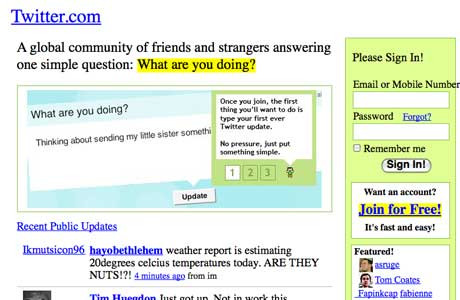 Twitter.com
A global community of friends and strangers answering
one simple question: What are you doing?
What are you doing?
Thinking about sending my little sister somethi
Update
Once you join, the first
thing you'll want to do is
type your first ever
Twitter update.
No pressure, just put
something simple.
1 2 3
Recent Public Updates
Ikmutsicon96 hayobethlehem weather report is estimating
20degrees celcius temperatures today. ARE THEY
NUTS!?! 4 minutes ago from im
Tim Huegdon Just got up. Not in work this
Please Sign In!
Email or Mobile Number
Password Forgot?
Remember me
Sign In!
Want an account?
Join for Free!
It's fast and easy!
Featured!
asruge
Tom Coates
Fapinkcap fabienne